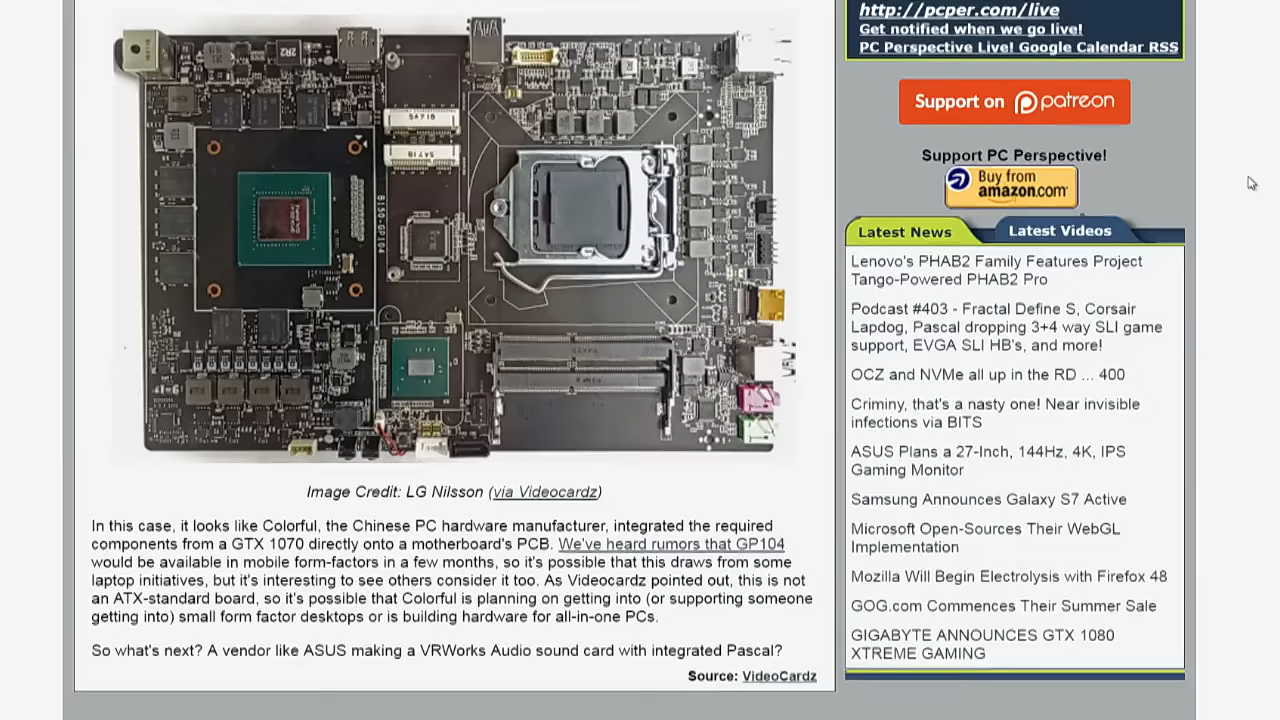 http://pcper.com/live
Get notified when we go live!
PC Perspective Live! Google Calendar RSS
Support on patreon
Support PC Perspective!
Buy from
amazon.com
Latest News
Latest Videos
Lenovo's PHAB2 Family Features Project
Tango-Powered PHAB2 Pro
Podcast #403 - Fractal Define S, Corsair
Lapdog, Pascal dropping 3+4 way SLI game
support, EVGA SLI HB's, and more!
OCZ and NVMe all up in the RD ... 400
Criminy, that's a nasty one! Near invisible
infections via BITS
ASUS Plans a 27-Inch, 144Hz, 4K, IPS
Gaming Monitor
Samsung Announces Galaxy S7 Active
Microsoft Open-Sources Their WebGL
Implementation
Mozilla Will Begin Electrolysis with Firefox 48
GOG.com Commences Their Summer Sale
GIGABYTE ANNOUNCES GTX 1080
XTREME GAMING
B150-GP104
Image Credit: LG Nilsson (via Videocardz)
In this case, it looks like Colorful, the Chinese PC hardware manufacturer, integrated the required
components from a GTX 1070 directly onto a motherboard's PCB. We've heard rumors that GP104
would be available in mobile form-factors in a few months, so it's possible that this draws from some
laptop initiatives, but it's interesting to see others consider it too. As Videocardz pointed out, this is not
an ATX-standard board, so it's possible that Colorful is planning on getting into (or supporting someone
getting into) small form factor desktops or is building hardware for all-in-one PCs.
So what's next? A vendor like ASUS making a VRWorks Audio sound card with integrated Pascal?
Source: VideoCardz